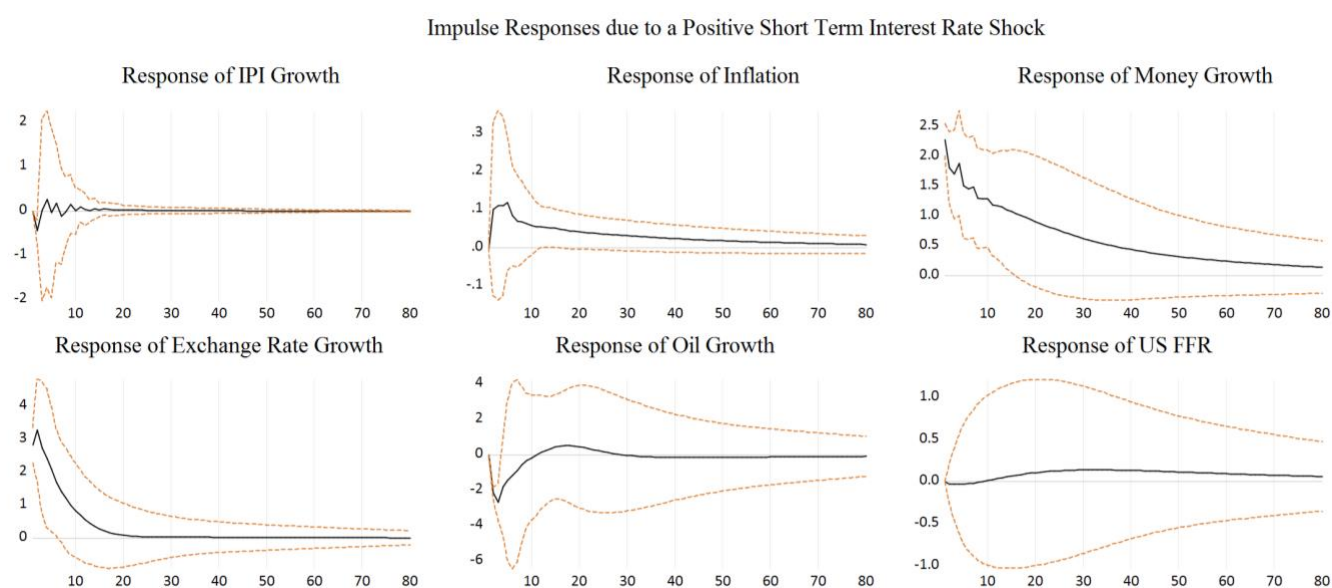 Impulse Responses due to a Positive Short Term Interest Rate Shock
Response of IPI Growth
2
1
0
-1
-2
10 20 30 40 50 60 70 80
Response of Inflation
.3
.2
.1
.0
-.1
10 20 30 40 50 60 70 80
Response of Money Growth
2.5
2.0
1.5
1.0
0.5
0.0
10 20 30 40 50 60 70 80
Response of Exchange Rate Growth
4
3
2
1
0
10 20 30 40 50 60 70 80
Response of Oil Growth
4
2
0
-2
-4
-6
10 20 30 40 50 60 70 80
Response of US FFR
1.0
0.5
0.0
-0.5
-1.0
10 20 30 40 50 60 70 80